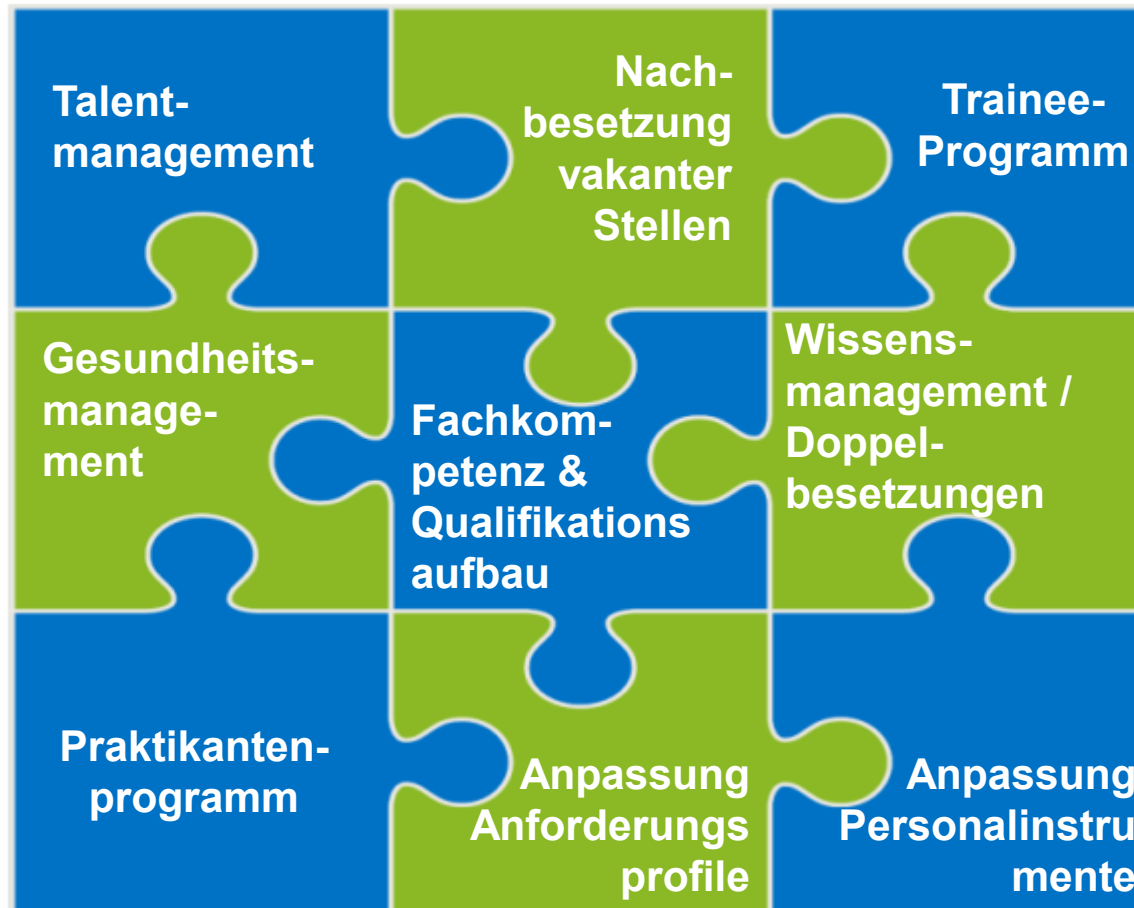 Talent-
management
Nach-
besetzung
vakanter
Stellen
Trainee-
Programm
Gesundheits-
manage-
ment
Fachkom-
petenz &
Qualifikations
aufbau
Wissens-
management /
Doppel-
besetzungen
Praktikanten-
programm
Anpassung
Anforderungs
profile
Anpassung
Personalinstru
mente